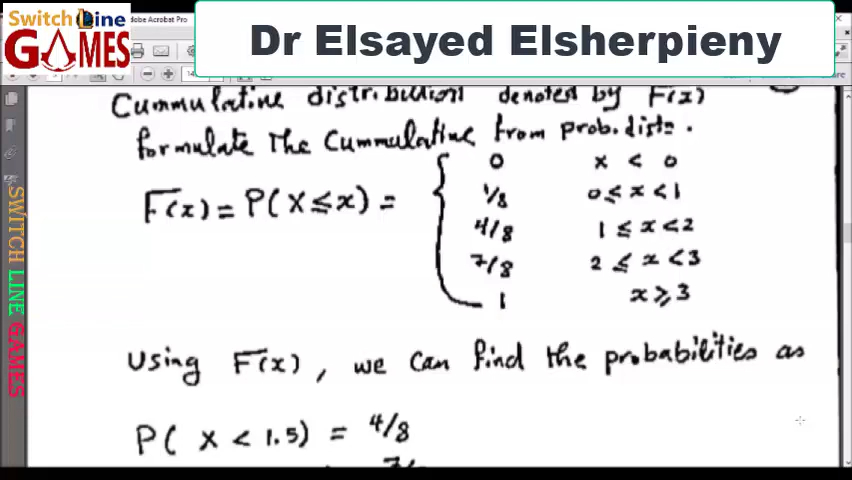 Switch Line
GAMES
Adobe Acrobat Pro
Dr Elsayed Elsherpieny
Cummulative distribution denoted by F(x)
formulate the Cummulative from prob. dists.
F(x) = P( X ≤ x) = { 0 x < 0
1/8 0 ≤ x < 1
4/8 1 ≤ x < 2
7/8 2 ≤ x < 3
1 x ≥ 3
Using F(x), we can find the probabilities as
P( X < 1.5) = 4/8
SWITCH LINE GAMES